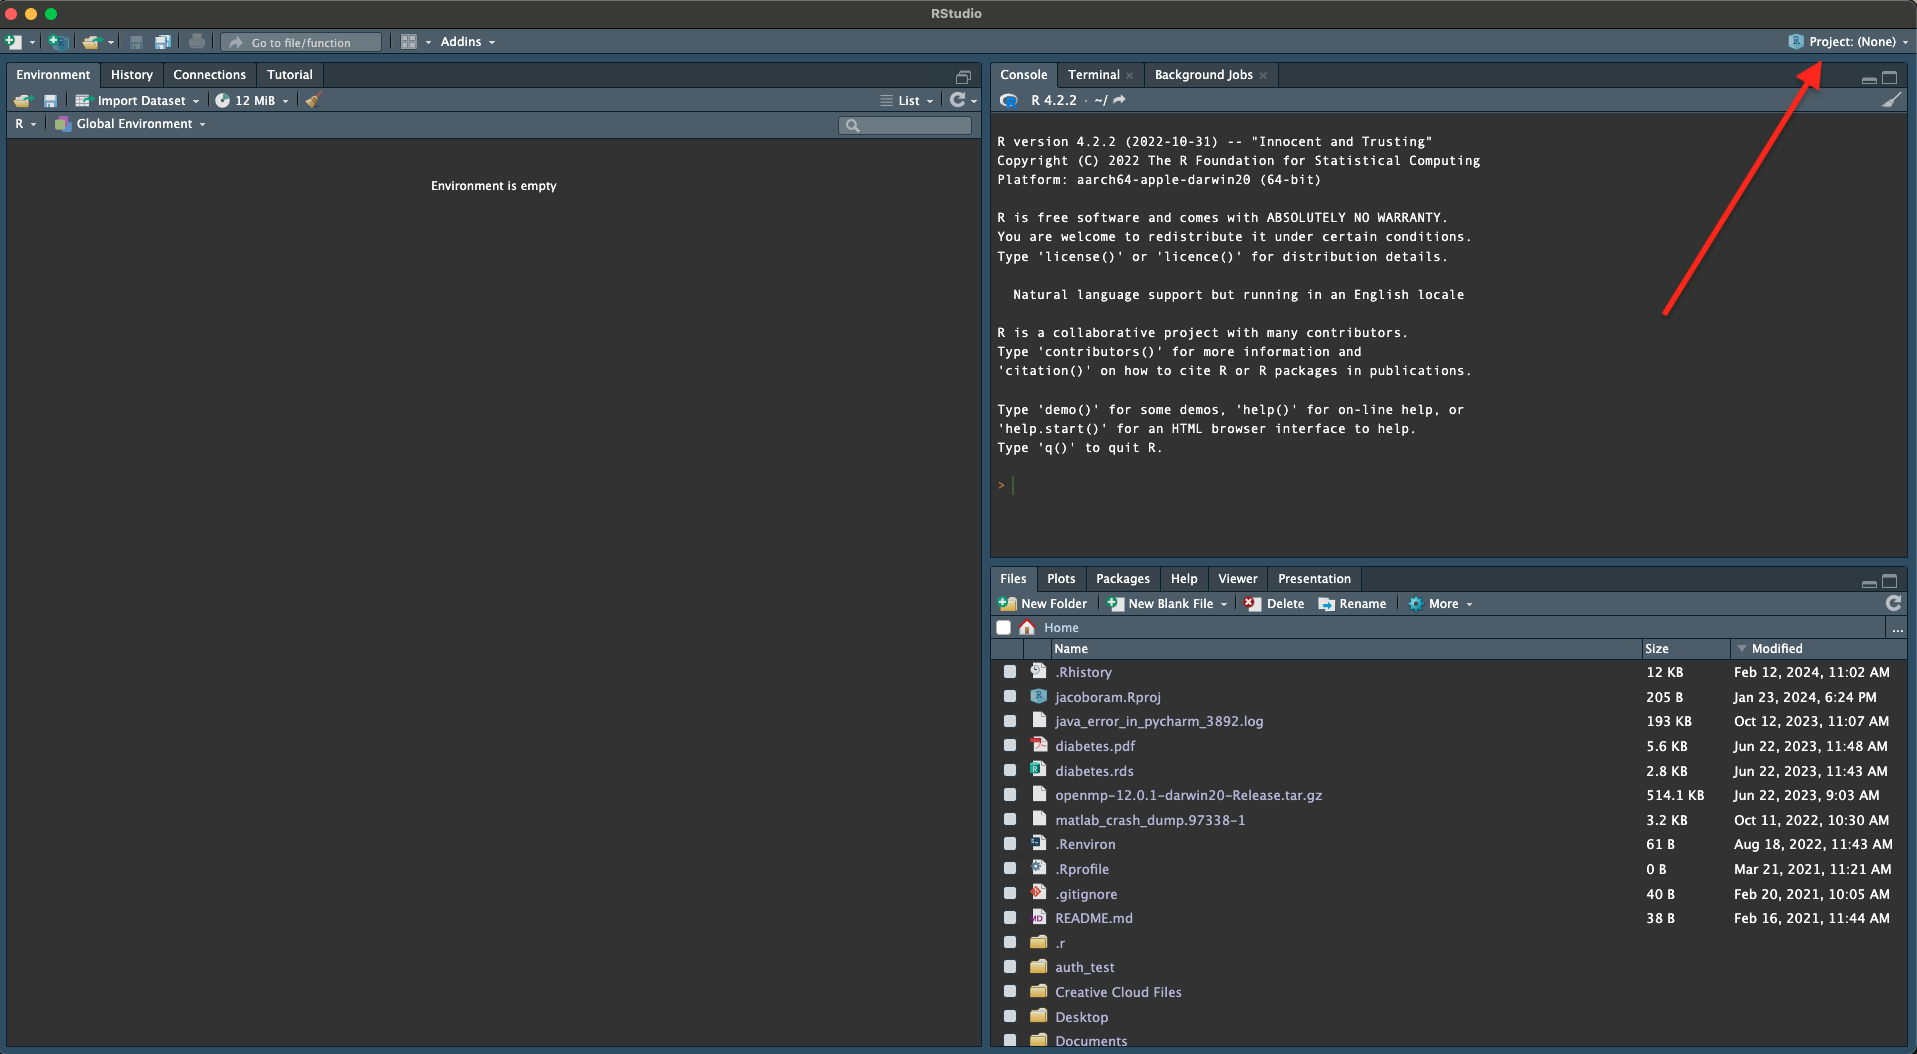 RStudio
Go to file/function
Addins
Project: (None)
Environment History Connections Tutorial
Import Dataset 12 MiB List
R Global Environment
Environment is empty
Console Terminal Background Jobs
R 4.2.2 · ~/
R version 4.2.2 (2022-10-31) -- "Innocent and Trusting"
Copyright (C) 2022 The R Foundation for Statistical Computing
Platform: aarch64-apple-darwin20 (64-bit)
R is free software and comes with ABSOLUTELY NO WARRANTY.
You are welcome to redistribute it under certain conditions.
Type 'license()' or 'licence()' for distribution details.
Natural language support but running in an English locale
R is a collaborative project with many contributors.
Type 'contributors()' for more information and
'citation()' on how to cite R or R packages in publications.
Type 'demo()' for some demos, 'help()' for on-line help, or
'help.start()' for an HTML browser interface to help.
Type 'q()' to quit R.
>
Files Plots Packages Help Viewer Presentation
New Folder New Blank File Delete Rename More
Home ...
Name Size Modified
.Rhistory 12 KB Feb 12, 2024, 11:02 AM
jacoboram.Rproj 205 B Jan 23, 2024, 6:24 PM
java_error_in_pycharm_3892.log 193 KB Oct 12, 2023, 11:07 AM
diabetes.pdf 5.6 KB Jun 22, 2023, 11:48 AM
diabetes.rds 2.8 KB Jun 22, 2023, 11:43 AM
openmp-12.0.1-darwin20-Release.tar.gz 514.1 KB Jun 22, 2023, 9:03 AM
matlab_crash_dump.97338-1 3.2 KB Oct 11, 2022, 10:30 AM
.Renviron 61 B Aug 18, 2022, 11:43 AM
.Rprofile 0 B Mar 21, 2021, 11:21 AM
.gitignore 40 B Feb 20, 2021, 10:05 AM
README.md 38 B Feb 16, 2021, 11:44 AM
.r
auth_test
Creative Cloud Files
Desktop
Documents